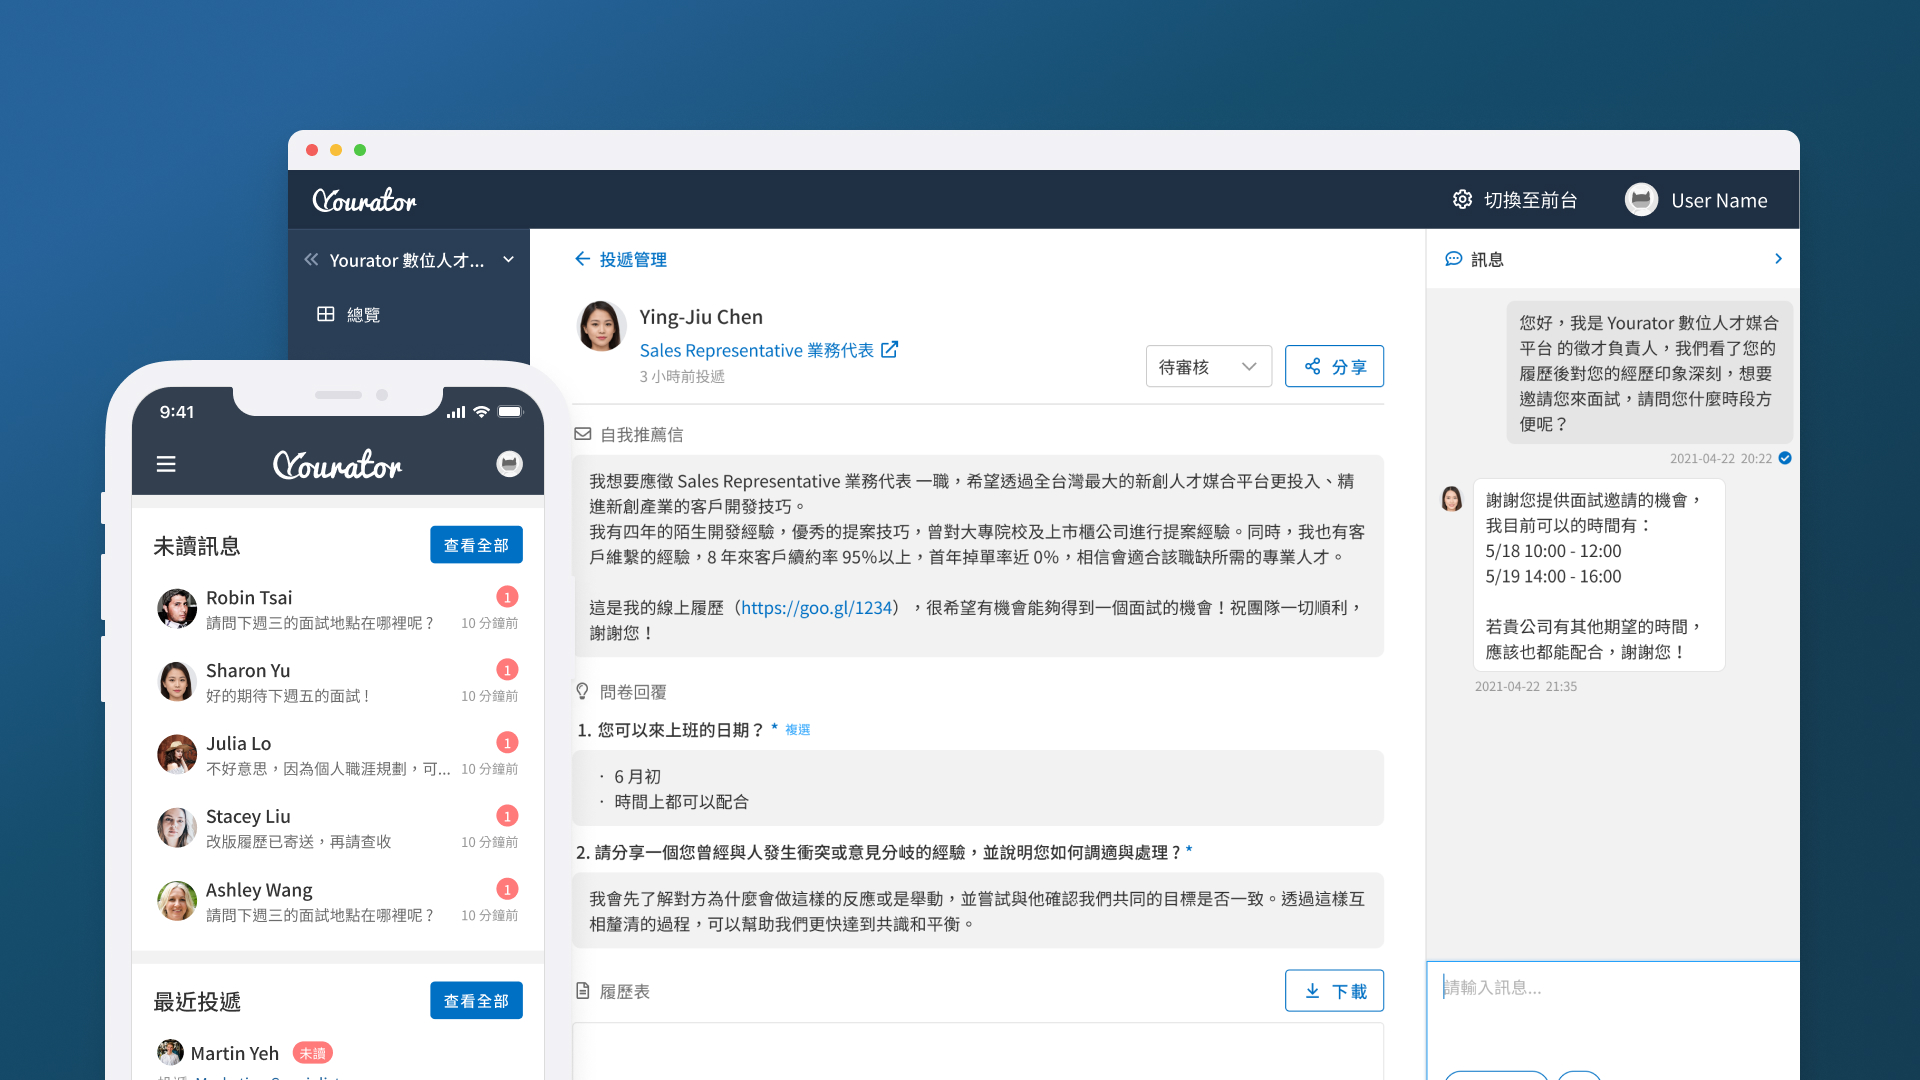 Yourator
切換至前台
User Name
Yourator 數位人才...
總覽
投遞管理
Ying-Jiu Chen
Sales Representative 業務代表
3 小時前投遞
待審核
分享
自我推薦信
我想要應徵 Sales Representative 業務代表 一職，希望透過全台灣最大的新創人才媒合平台更投入、精
進新創產業的客戶開發技巧。
我有四年的陌生開發經驗，優秀的提案技巧，曾對大專院校及上市櫃公司進行提案經驗。同時，我也有客
戶維繫的經驗，8 年來客戶續約率 95%以上，首年掉單率近 0%，相信會適合該職缺所需的專業人才。
這是我的線上履歷（https://goo.gl/1234），很希望有機會能夠得到一個面試的機會！祝團隊一切順利，
謝謝您！
問卷回覆
1. 您可以來上班的日期？ * 複選
· 6 月初
· 時間上都可以配合
2. 請分享一個您曾經與人發生衝突或意見分岐的經驗，並說明您如何調適與處理？*
我會先了解對方為什麼會做這樣的反應或是舉動，並嘗試與他確認我們共同的目標是否一致。透過這樣互
相釐清的過程，可以幫助我們更快達到共識和平衡。
履歷表
下載
訊息
您好，我是 Yourator 數位人才媒合
平台 的徵才負責人，我們看了您的
履歷後對您的經歷印象深刻，想要
邀請您來面試，請問您什麼時段方
便呢？
2021-04-22 20:22
謝謝您提供面試邀請的機會，
我目前可以的時間有：
5/18 10:00 - 12:00
5/19 14:00 - 16:00
若貴公司有其他期望的時間，
應該也都能配合，謝謝您！
2021-04-22 21:35
請輸入訊息...
9:41
Yourator
未讀訊息
查看全部
Robin Tsai
1
請問下週三的面試地點在哪裡呢？
10 分鐘前
Sharon Yu
1
好的期待下週五的面試！
10 分鐘前
Julia Lo
1
不好意思，因為個人職涯規劃，可...
10 分鐘前
Stacey Liu
1
改版履歷已寄送，再請查收
10 分鐘前
Ashley Wang
1
請問下週三的面試地點在哪裡呢？
10 分鐘前
最近投遞
查看全部
Martin Yeh
未讀